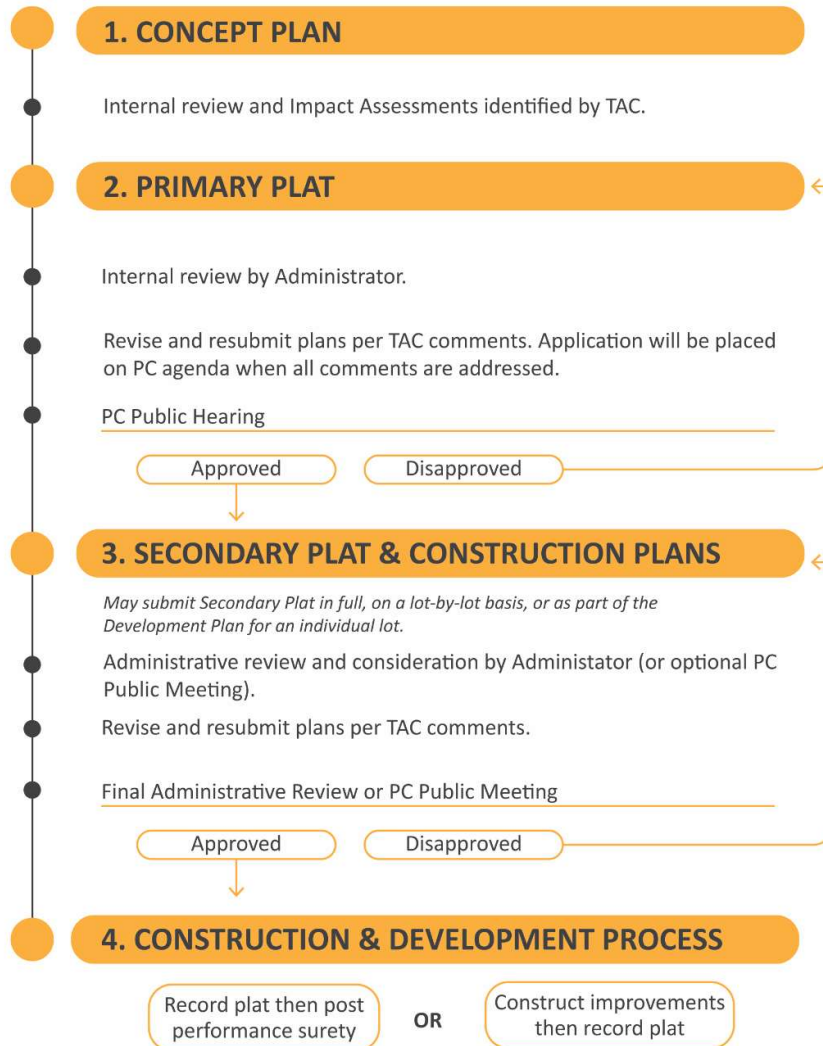 1. CONCEPT PLAN
Internal review and Impact Assessments identified by TAC.
2. PRIMARY PLAT
Internal review by Administrator.
Revise and resubmit plans per TAC comments. Application will be placed
on PC agenda when all comments are addressed.
PC Public Hearing
Approved
Disapproved
3. SECONDARY PLAT & CONSTRUCTION PLANS
May submit Secondary Plat in full, on a lot-by-lot basis, or as part of the
Development Plan for an individual lot.
Administrative review and consideration by Administator (or optional PC
Public Meeting).
Revise and resubmit plans per TAC comments.
Final Administrative Review or PC Public Meeting
Approved
Disapproved
4. CONSTRUCTION & DEVELOPMENT PROCESS
Record plat then post
performance surety
OR
Construct improvements
then record plat